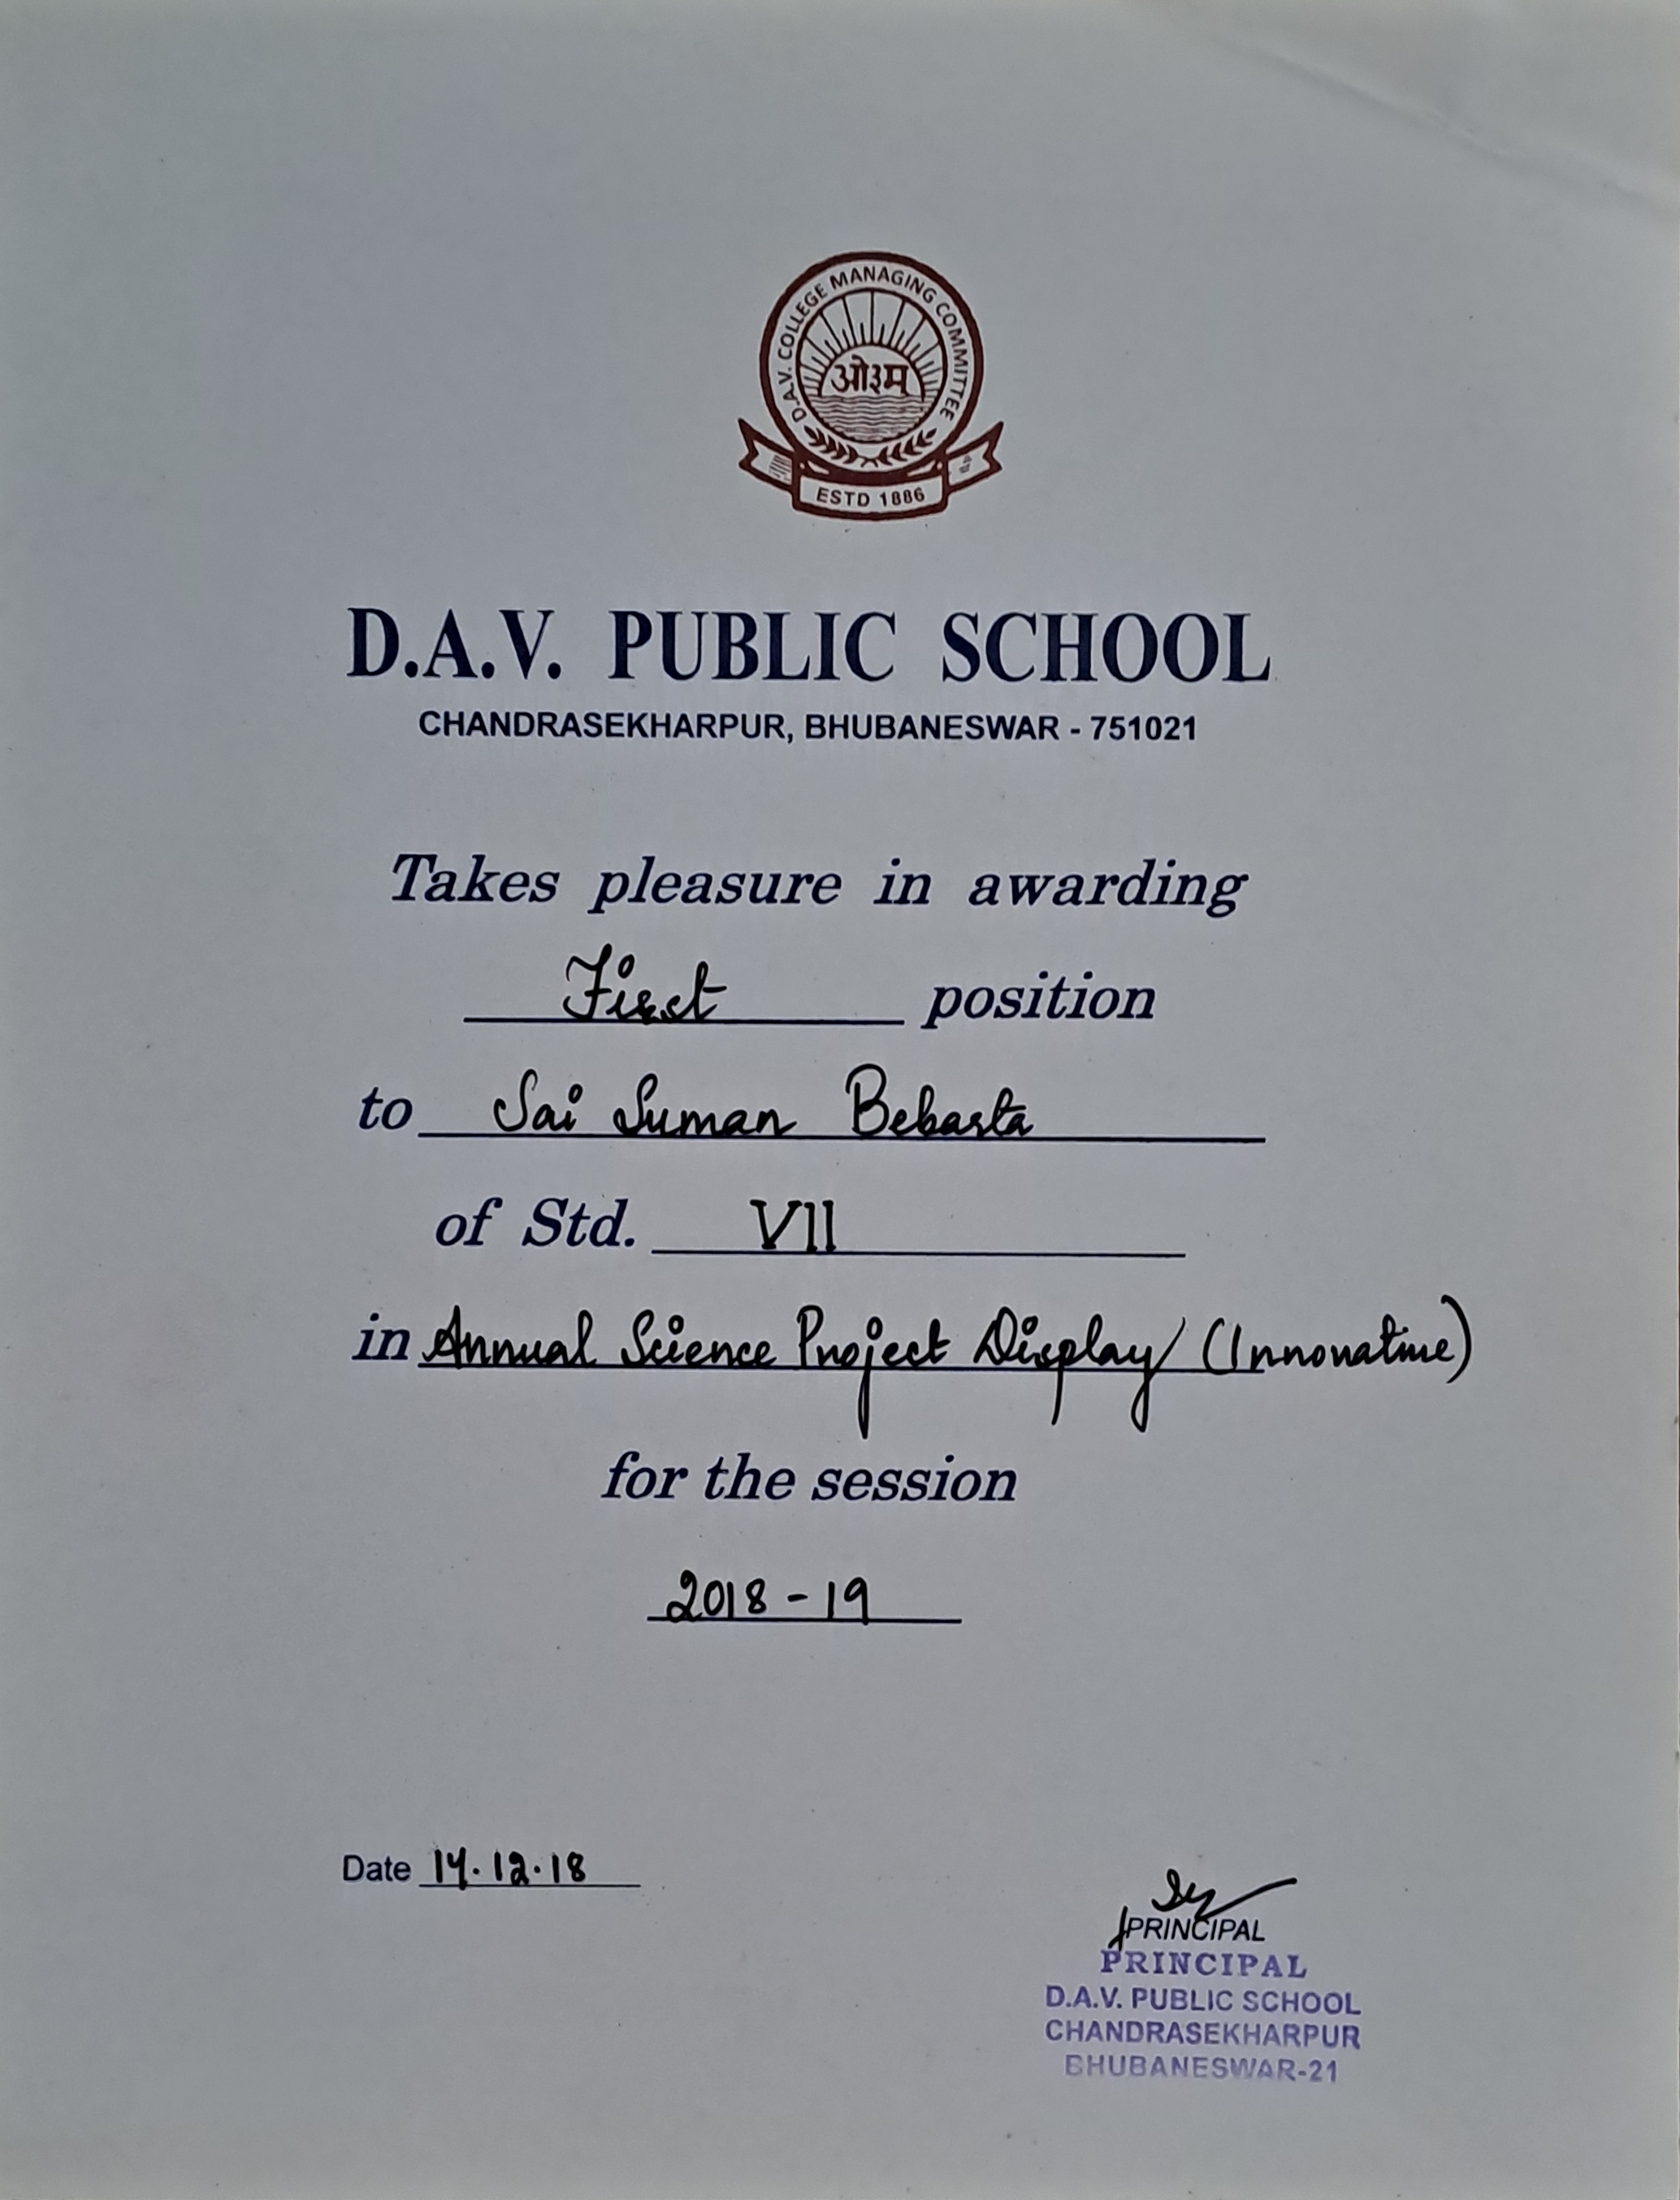 D.A.V. COLLEGE MANAGING COMMITTEE
ओ३म्
ESTD 1886
D.A.V. PUBLIC SCHOOL
CHANDRASEKHARPUR, BHUBANESWAR - 751021
Takes pleasure in awarding
First position
to Sai Suman Bebarta
of Std. VII
in Annual Science Project Display (Innovative)
for the session
2018 - 19
Date 14.12.18
PRINCIPAL
PRINCIPAL
D.A.V. PUBLIC SCHOOL
CHANDRASEKHARPUR
BHUBANESWAR-21